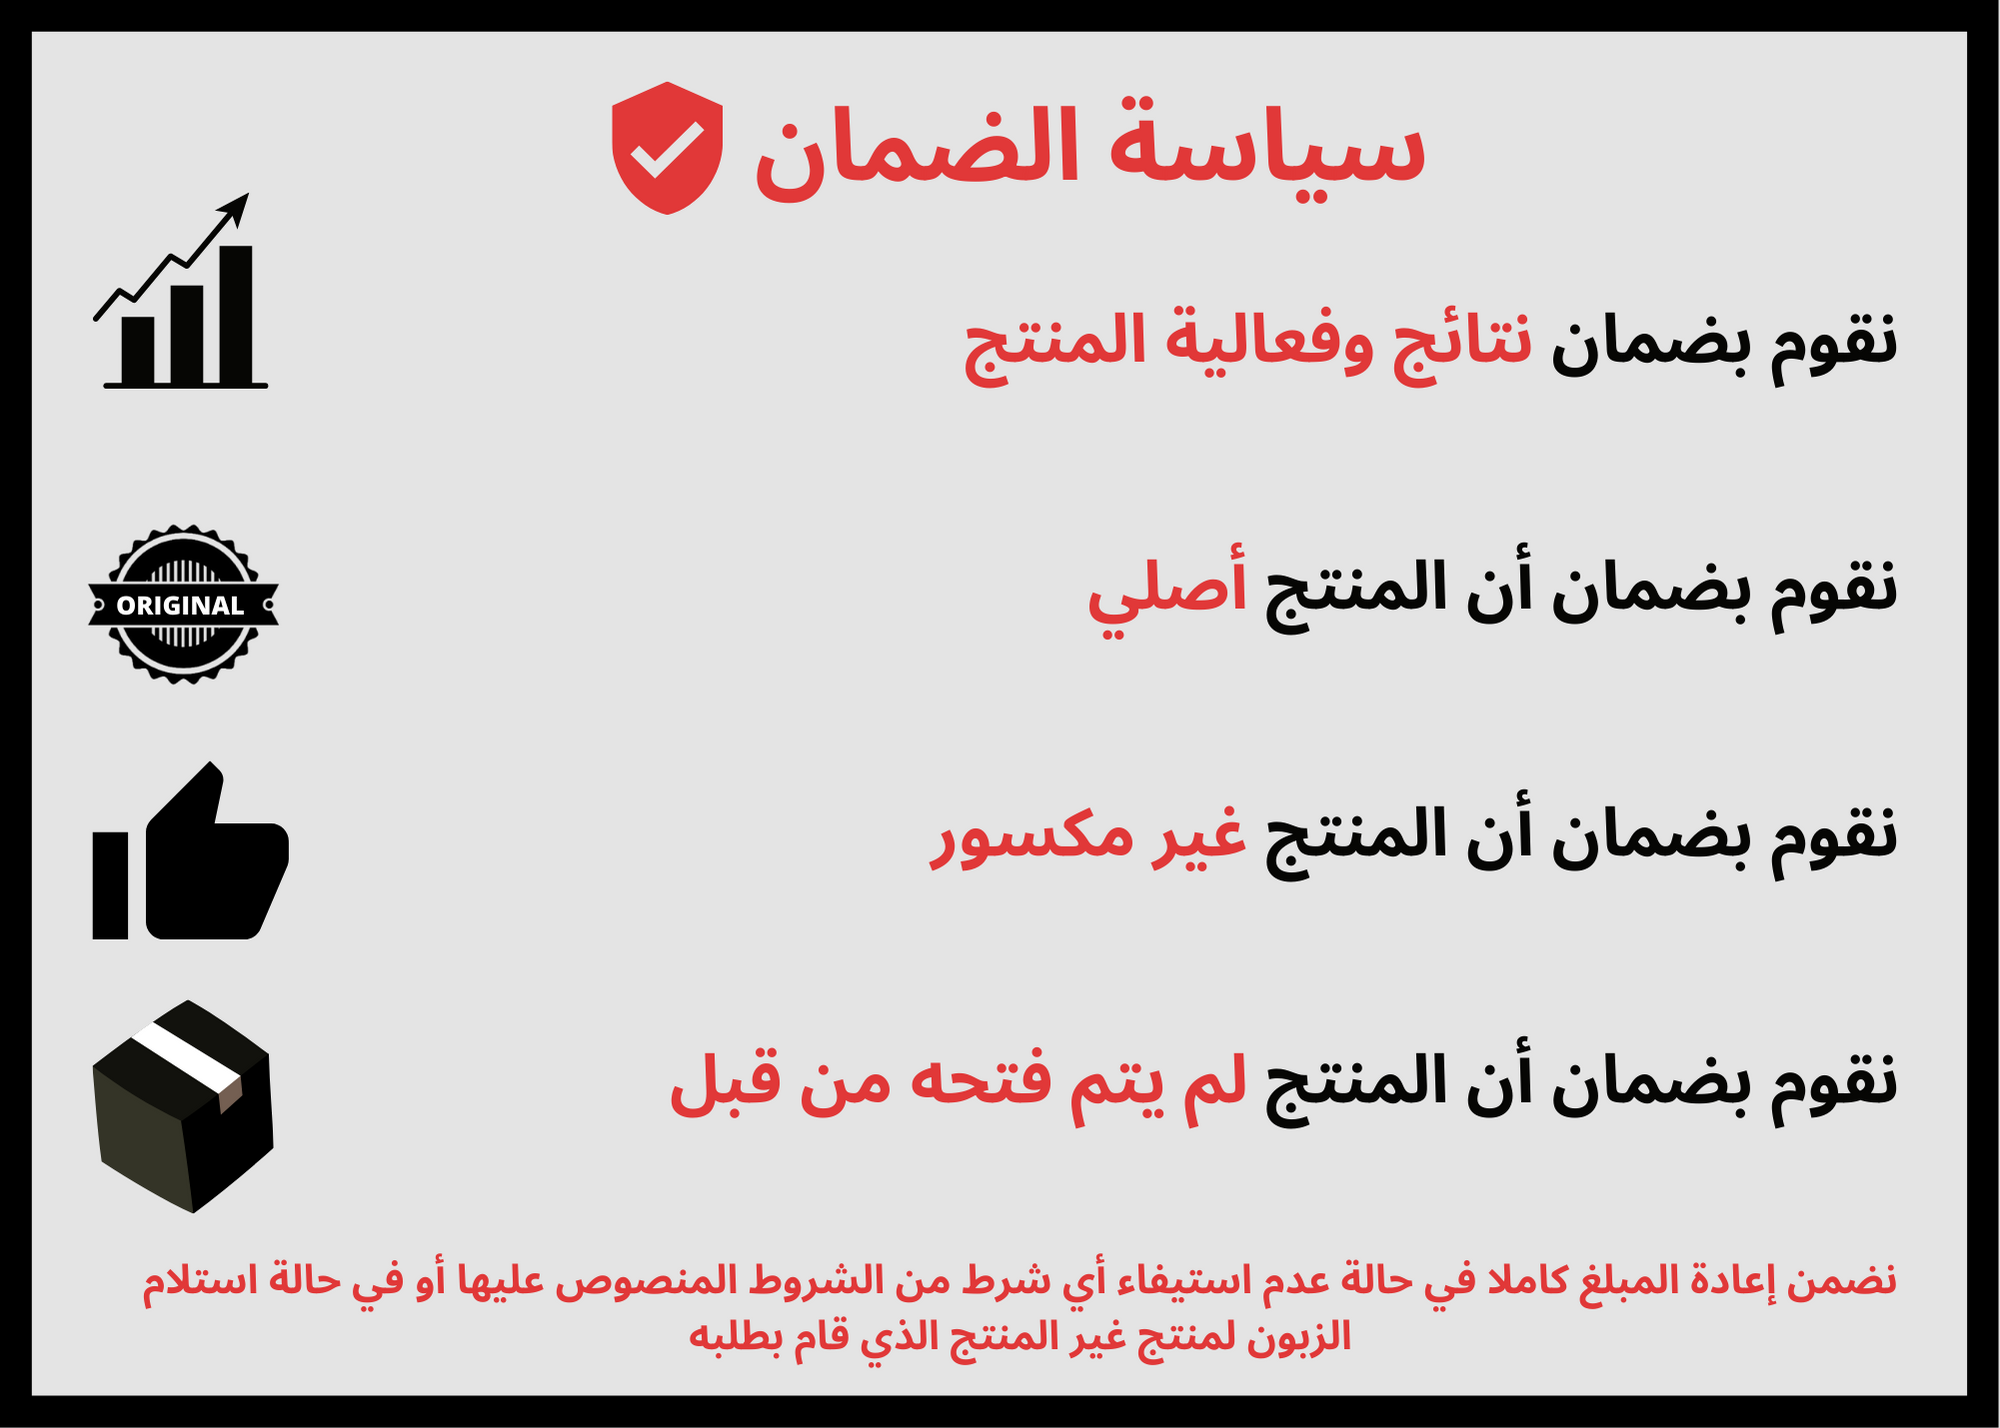 سياسة الضمان
نقوم بضمان نتائج وفعالية المنتج
نقوم بضمان أن المنتج أصلي
ORIGINAL
نقوم بضمان أن المنتج غير مكسور
نقوم بضمان أن المنتج لم يتم فتحه من قبل
نضمن إعادة المبلغ كاملا في حالة عدم استيفاء أي شرط من الشروط المنصوص عليها أو في حالة استلام
الزبون لمنتج غير المنتج الذي قام بطلبه